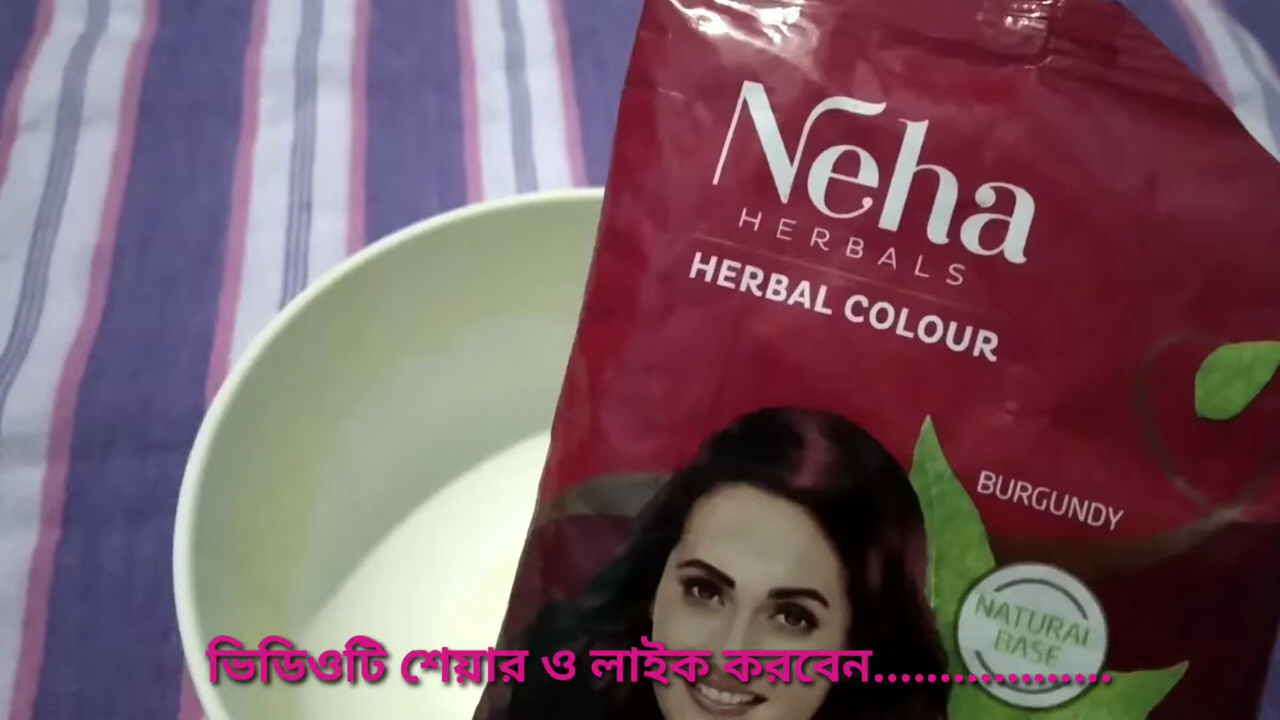 Neha
HERBALS
HERBAL COLOUR
BURGUNDY
NATURAL
BASE
ভিডিওটি শেয়ার ও লাইক করবেন.................